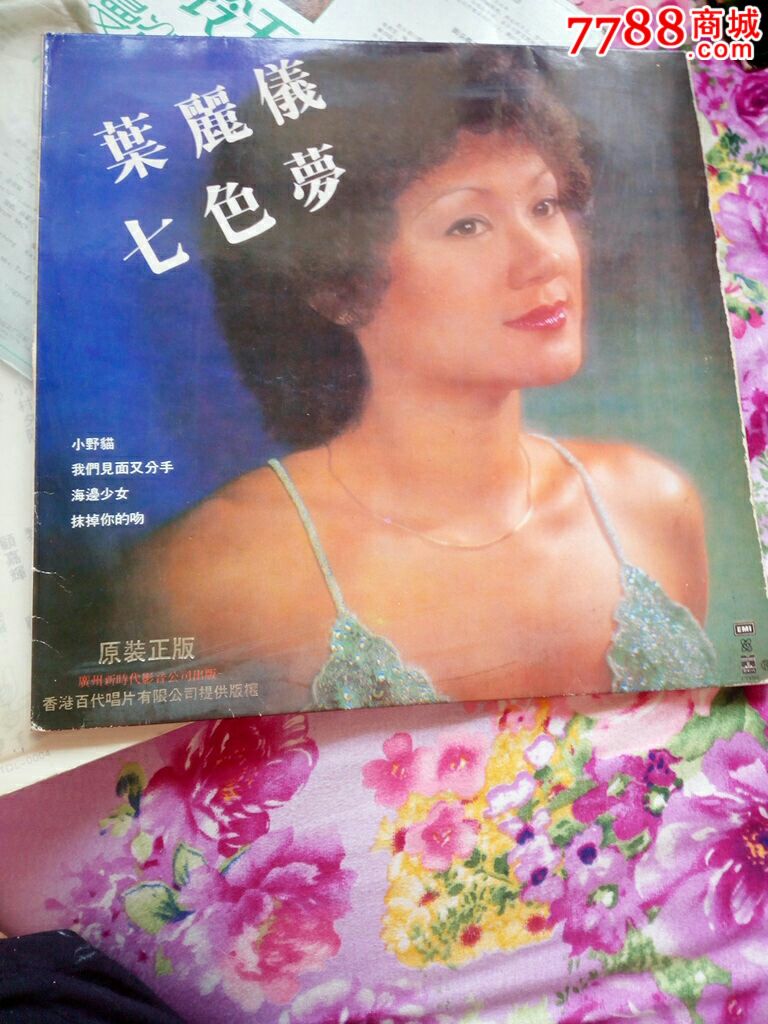 7788商城
.com
葉麗儀
七色夢
小野貓
我們見面又分手
海邊少女
抹掉你的吻
原裝正版
廣州新時代影音公司出版
香港百代唱片有限公司提供版權
EMI